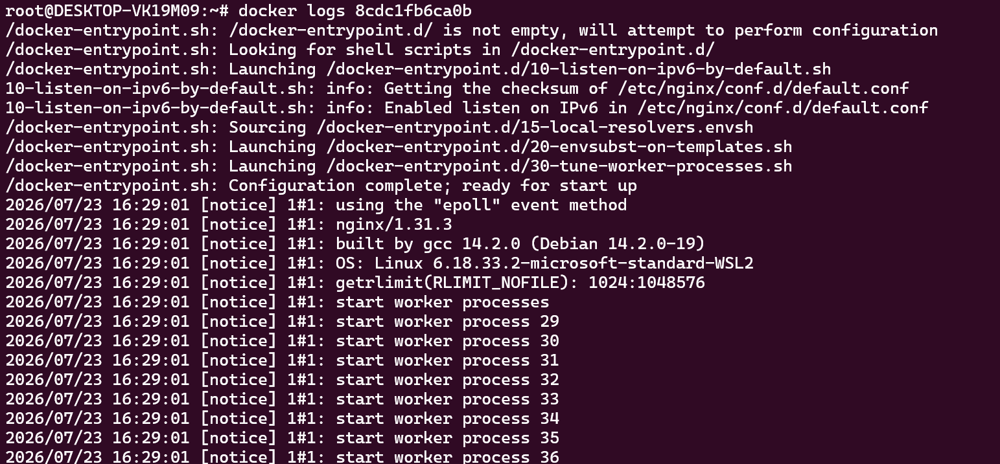 root@DESKTOP-VK19M09:~# docker logs 8cdc1fb6ca0b
/docker-entrypoint.sh: /docker-entrypoint.d/ is not empty, will attempt to perform configuration
/docker-entrypoint.sh: Looking for shell scripts in /docker-entrypoint.d/
/docker-entrypoint.sh: Launching /docker-entrypoint.d/10-listen-on-ipv6-by-default.sh
10-listen-on-ipv6-by-default.sh: info: Getting the checksum of /etc/nginx/conf.d/default.conf
10-listen-on-ipv6-by-default.sh: info: Enabled listen on IPv6 in /etc/nginx/conf.d/default.conf
/docker-entrypoint.sh: Sourcing /docker-entrypoint.d/15-local-resolvers.envsh
/docker-entrypoint.sh: Launching /docker-entrypoint.d/20-envsubst-on-templates.sh
/docker-entrypoint.sh: Launching /docker-entrypoint.d/30-tune-worker-processes.sh
/docker-entrypoint.sh: Configuration complete; ready for start up
2026/07/23 16:29:01 [notice] 1#1: using the "epoll" event method
2026/07/23 16:29:01 [notice] 1#1: nginx/1.31.3
2026/07/23 16:29:01 [notice] 1#1: built by gcc 14.2.0 (Debian 14.2.0-19)
2026/07/23 16:29:01 [notice] 1#1: OS: Linux 6.18.33.2-microsoft-standard-WSL2
2026/07/23 16:29:01 [notice] 1#1: getrlimit(RLIMIT_NOFILE): 1024:1048576
2026/07/23 16:29:01 [notice] 1#1: start worker processes
2026/07/23 16:29:01 [notice] 1#1: start worker process 29
2026/07/23 16:29:01 [notice] 1#1: start worker process 30
2026/07/23 16:29:01 [notice] 1#1: start worker process 31
2026/07/23 16:29:01 [notice] 1#1: start worker process 32
2026/07/23 16:29:01 [notice] 1#1: start worker process 33
2026/07/23 16:29:01 [notice] 1#1: start worker process 34
2026/07/23 16:29:01 [notice] 1#1: start worker process 35
2026/07/23 16:29:01 [notice] 1#1: start worker process 36